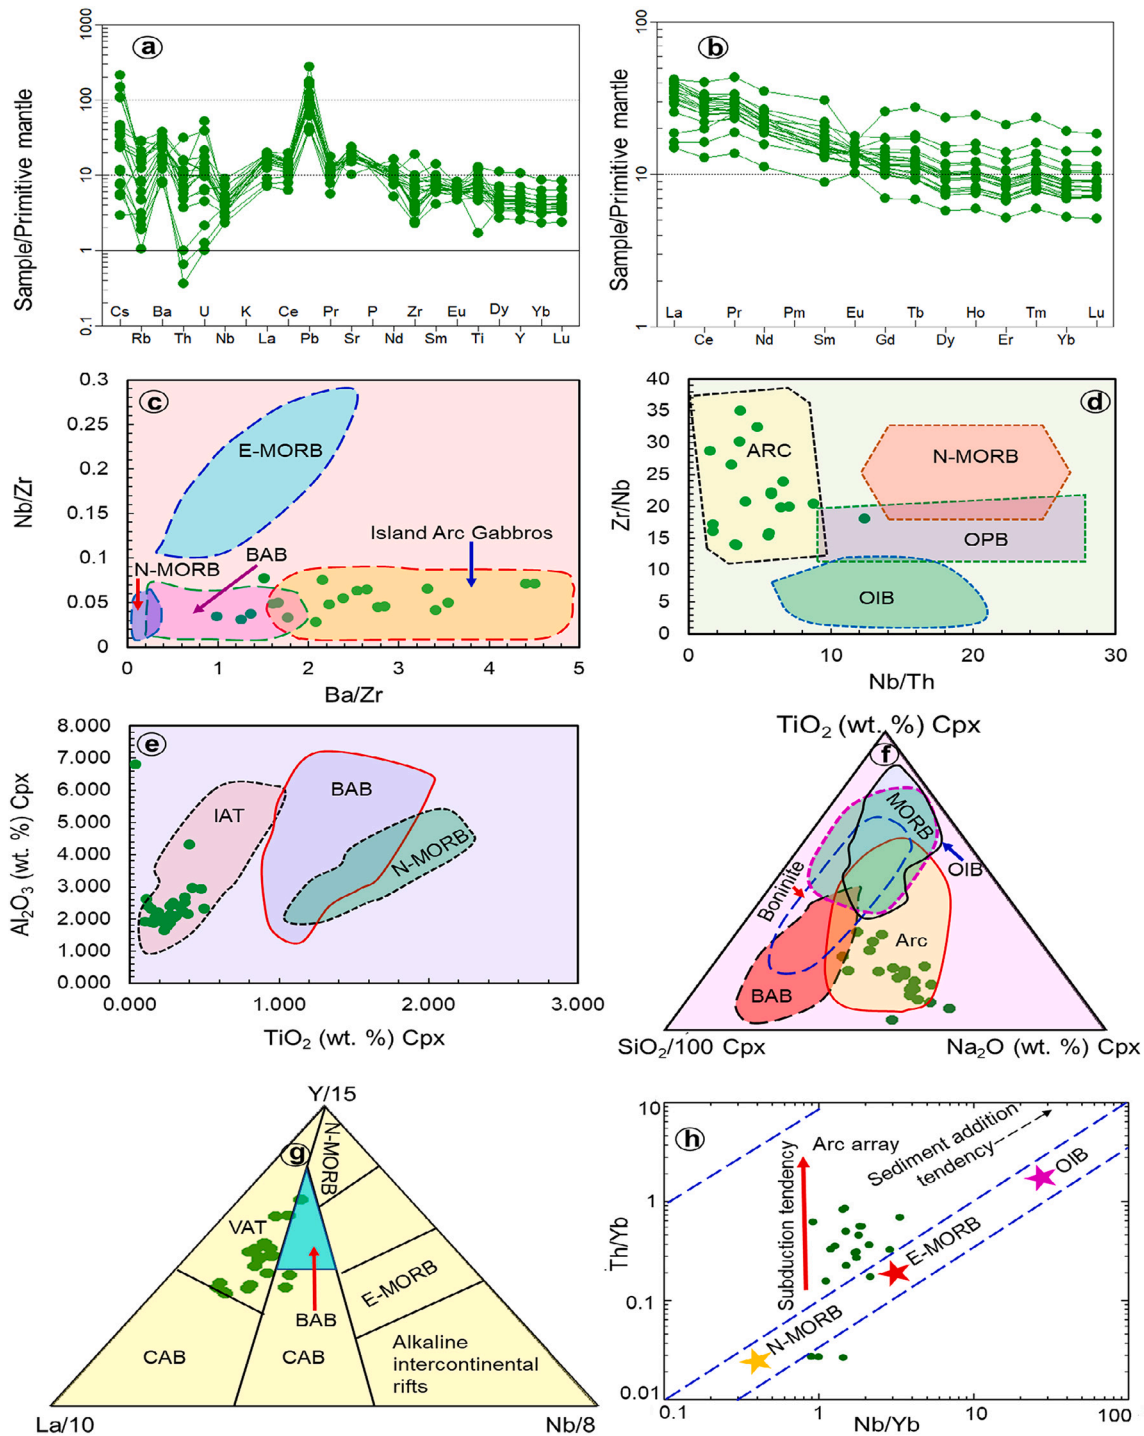 a
1000
100
10
1
0.1
Sample/Primitive mantle
Cs Ba U K Ce Pr P Zr Eu Dy Yb
Rb Th Nb La Pb Sr Nd Sm Ti Y Lu
b
100
10
1
Sample/Primitive mantle
La Pr Pm Eu Tb Ho Tm Lu
Ce Nd Sm Gd Dy Er Yb
c
0.3
0.25
0.2
0.15
0.1
0.05
0
Nb/Zr
E-MORB
Island Arc Gabbros
BAB
N-MORB
0 1 2 3 4 5
Ba/Zr
d
40
35
30
25
20
15
10
5
0
Zr/Nb
ARC
N-MORB
OPB
OIB
0 10 20 30
Nb/Th
e
8.000
7.000
6.000
5.000
4.000
3.000
2.000
1.000
0.000
Al₂O₃ (wt. %) Cpx
IAT
BAB
N-MORB
0.000 1.000 2.000 3.000
TiO₂ (wt. %) Cpx
TiO₂ (wt. %) Cpx
f
MORB
OIB
Boninite
Arc
BAB
SiO₂/100 Cpx Na₂O (wt. %) Cpx
Y/15
g
N-MORB
VAT
E-MORB
BAB
CAB
CAB
Alkaline
intercontinental
rifts
La/10 Nb/8
h
10
1
0.1
0.01
Th/Yb
Arc array
Sediment addition
tendency
Subduction tendency
OIB
E-MORB
N-MORB
0.1 1 10 100
Nb/Yb